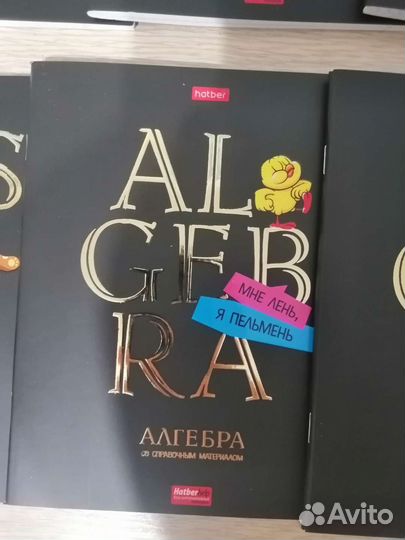 hatber
AL
GEB
RA
МНЕ ЛЕНЬ,
Я ПЕЛЬМЕНЬ
АЛГЕБРА
СО СПРАВОЧНЫМ МАТЕРИАЛОМ
Hatber
Avito